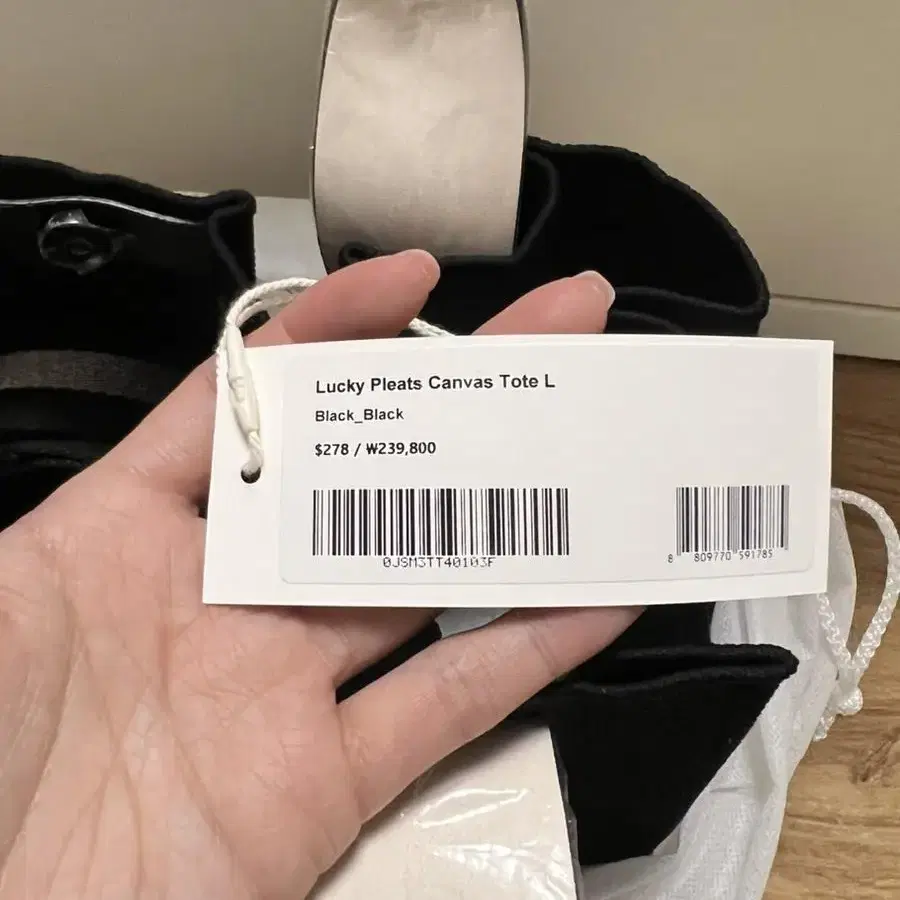 Lucky Pleats Canvas Tote L
Black_Black
$278 / ₩239,800
0JSM3TT40103F
8 809770 591785